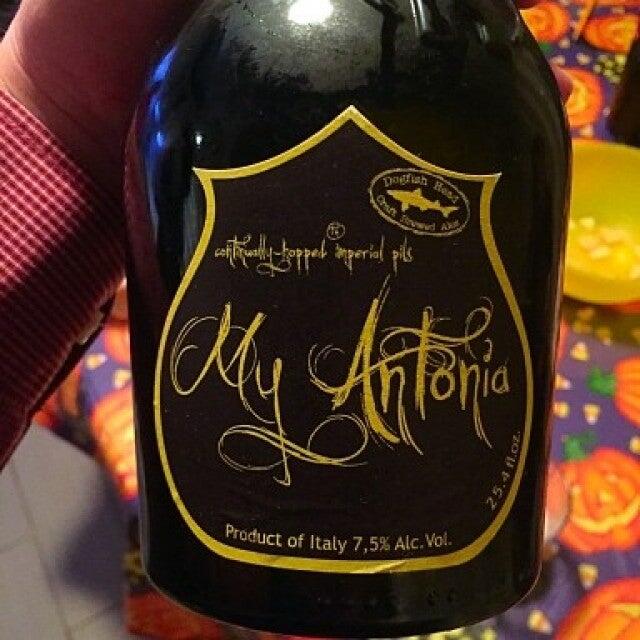 Dogfish Head
Craft Brewed Ales
continually-hopped imperial pils
My Antonia
25.4 fl.oz.
Product of Italy 7,5% Alc.Vol.